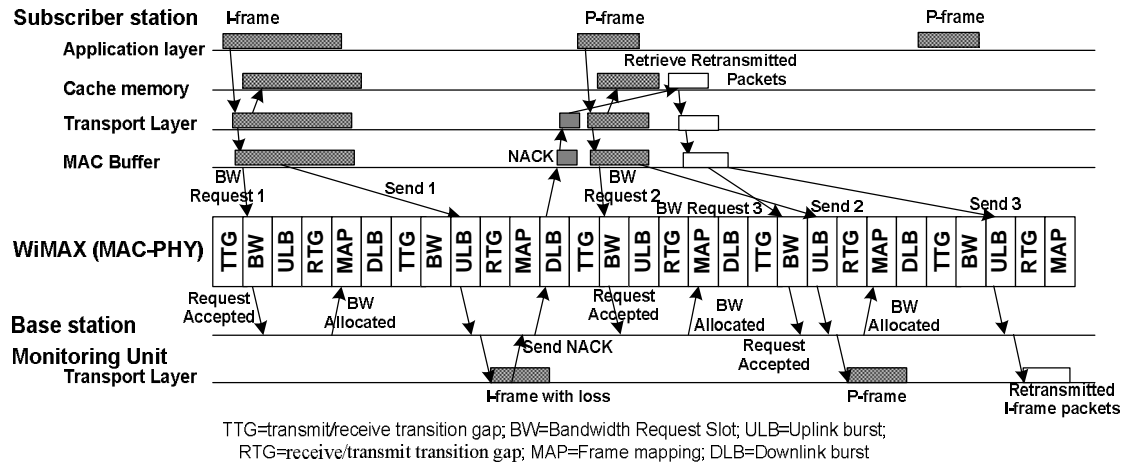 Subscriber station
I-frame
P-frame
P-frame
Application layer
Retrieve Retransmitted
Packets
Cache memory
Transport Layer
MAC Buffer
NACK
BW
Request 1
Send 1
BW
Request 2
BW Request 3
Send 2
Send 3
WiMAX (MAC-PHY)
TTG BW ULB RTG MAP DLB TTG BW ULB RTG MAP DLB TTG BW ULB RTG MAP DLB TTG BW ULB RTG MAP DLB TTG BW ULB RTG MAP
Request
Accepted
BW
Allocated
Request
Accepted
BW
Allocated
Request
Accepted
BW
Allocated
Base station
Monitoring Unit
Send NACK
Transport Layer
I-frame with loss
P-frame
Retransmitted
I-frame packets
TTG=transmit/receive transition gap; BW=Bandwidth Request Slot; ULB=Uplink burst;
RTG=receive/transmit transition gap; MAP=Frame mapping; DLB=Downlink burst